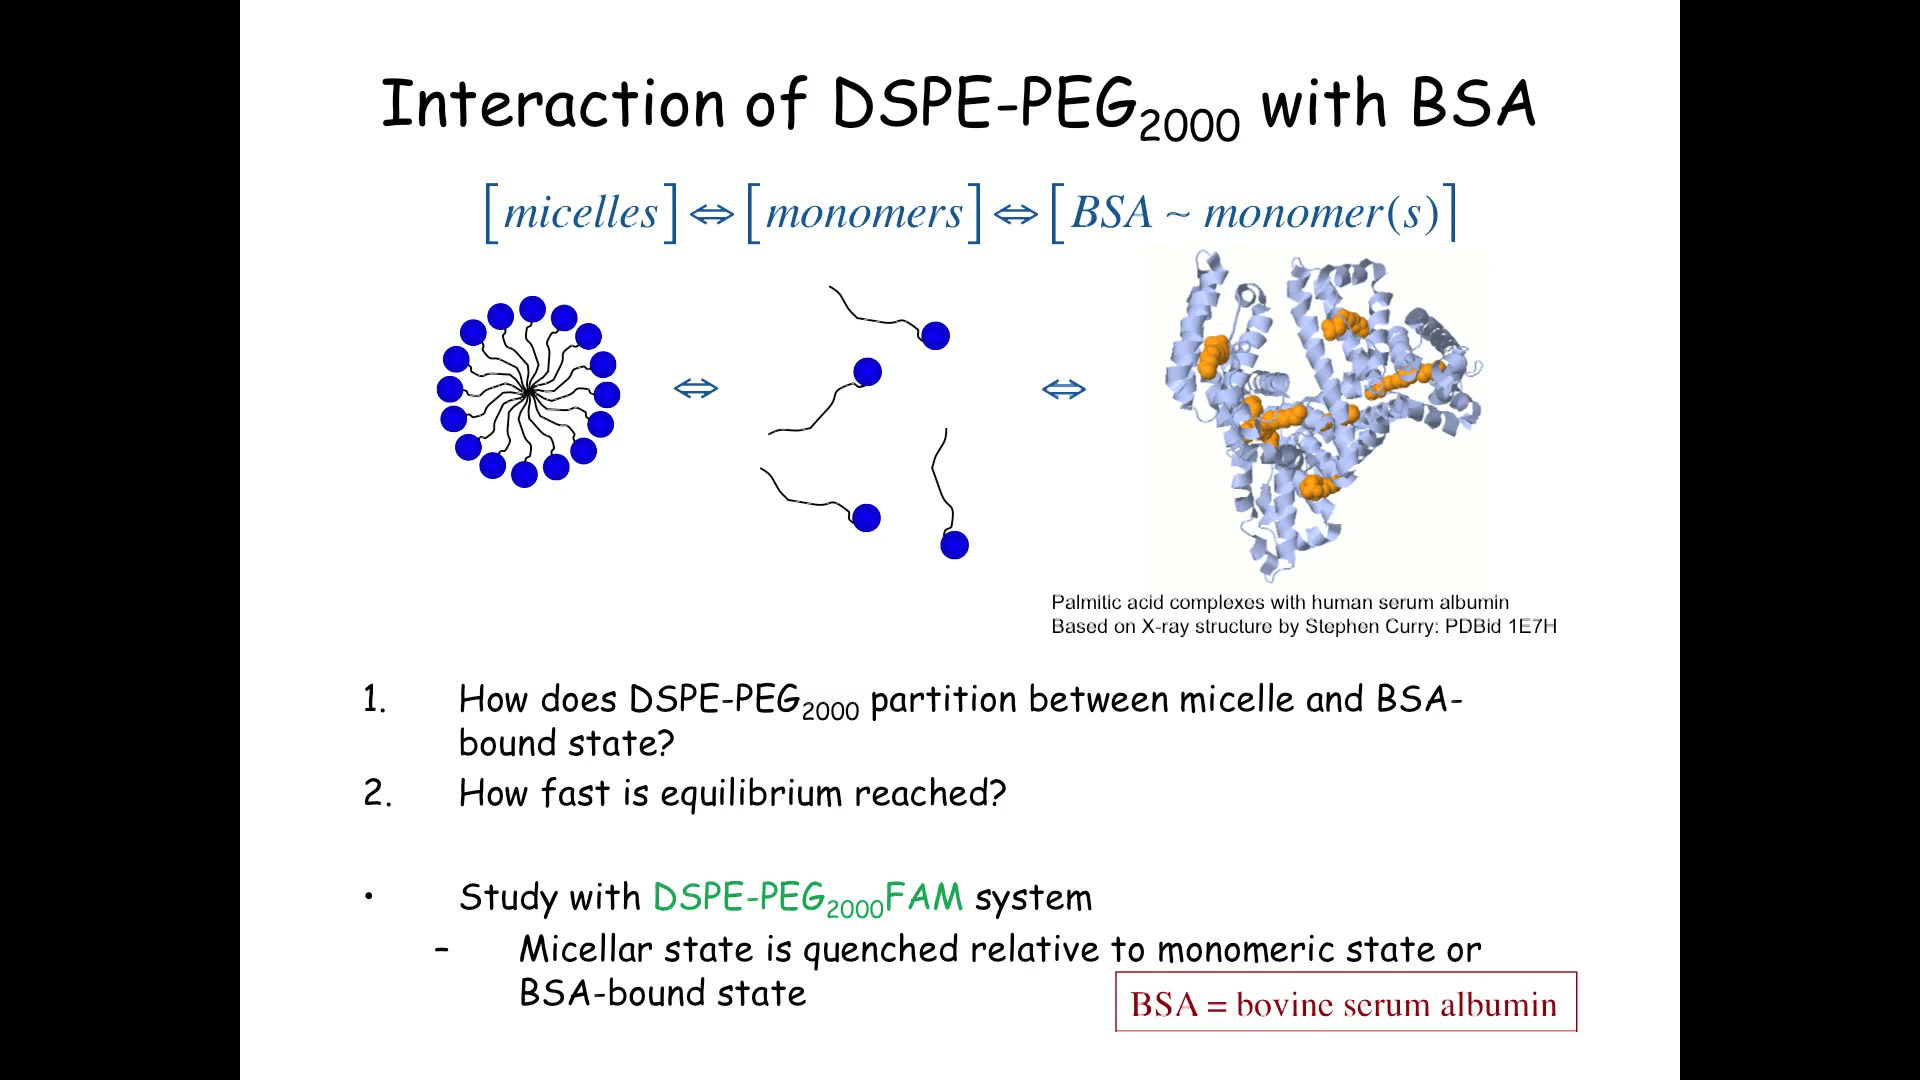 Interaction of DSPE-PEG2000 with BSA
[micelles] ⇔ [monomers] ⇔ [BSA ~ monomer(s)]
⇔ ⇔
Palmitic acid complexes with human serum albumin
Based on X-ray structure by Stephen Curry: PDBid 1E7H
1. How does DSPE-PEG2000 partition between micelle and BSA-
bound state?
2. How fast is equilibrium reached?
• Study with DSPE-PEG2000FAM system
– Micellar state is quenched relative to monomeric state or
BSA-bound state
BSA = bovine serum albumin